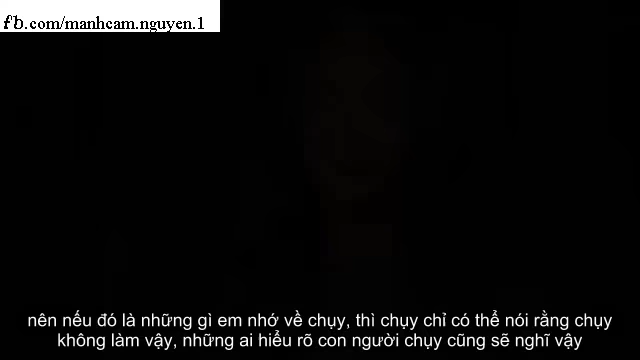 fb.com/manhcam.nguyen.1
nên nếu đó là những gì em nhớ về chụy, thì chụy chỉ có thể nói rằng chụy
không làm vậy, những ai hiểu rõ con người chụy cũng sẽ nghĩ vậy